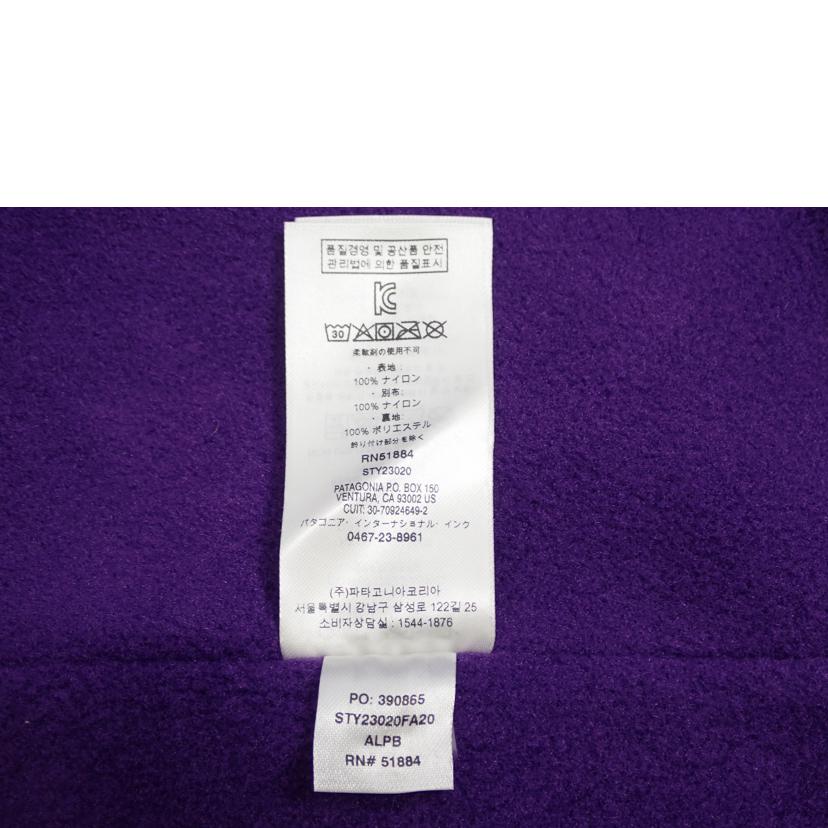 품질경영 및 공산품 안전
관리법에 의한 품질표시
30
柔軟剤の使用不可
・ 表地 :
100% ナイロン
・ 別布 :
100% ナイロン
・ 裏地:
100% ポリエステル
飾り付け部分を除く
RN51884
STY23020
PATAGONIA P.O. BOX 150
VENTURA, CA 93002 US
CUIT: 30-70924649-2
パタゴニア・インターナショナル・インク
0467-23-8961
(주)파타고니아코리아
서울특별시 강남구 삼성로 122길 25
소비자상담실 : 1544-1876
PO: 390865
STY23020FA20
ALPB
RN# 51884